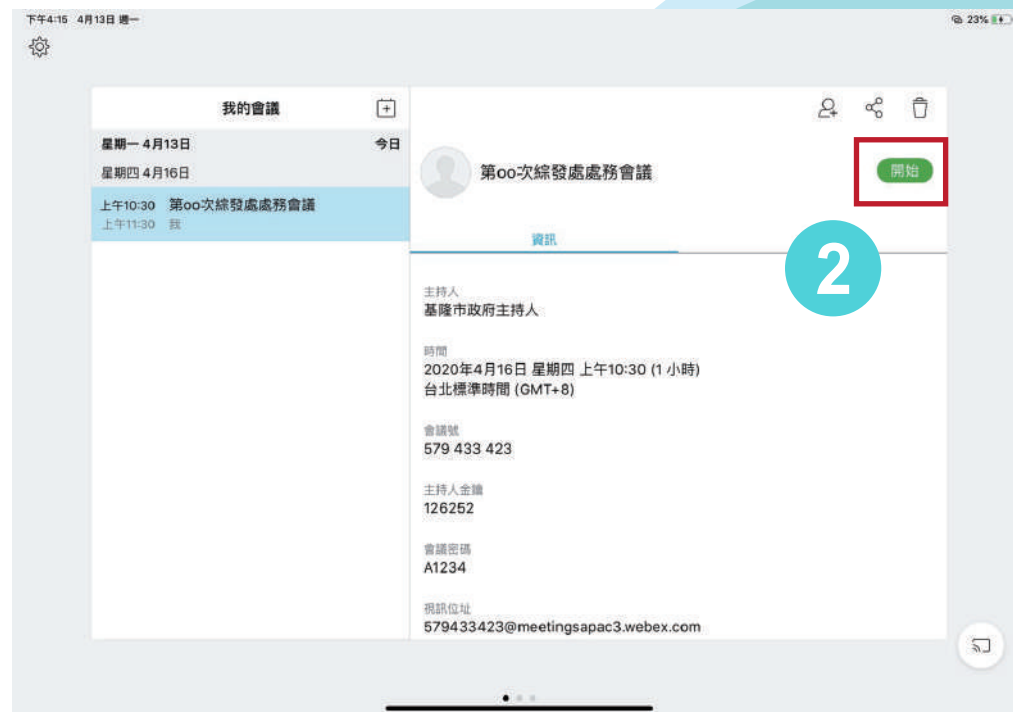 下午4:15 4月13日 週一
23%
我的會議
星期一 4月13日 今日
星期四 4月16日
上午10:30 第oo次綜發處處務會議
上午11:30 我
第oo次綜發處處務會議
開始
資訊
2
主持人
基隆市政府主持人
時間
2020年4月16日 星期四 上午10:30 (1 小時)
台北標準時間 (GMT+8)
會議號
579 433 423
主持人金鑰
126252
會議密碼
A1234
視訊位址
579433423@meetingsapac3.webex.com